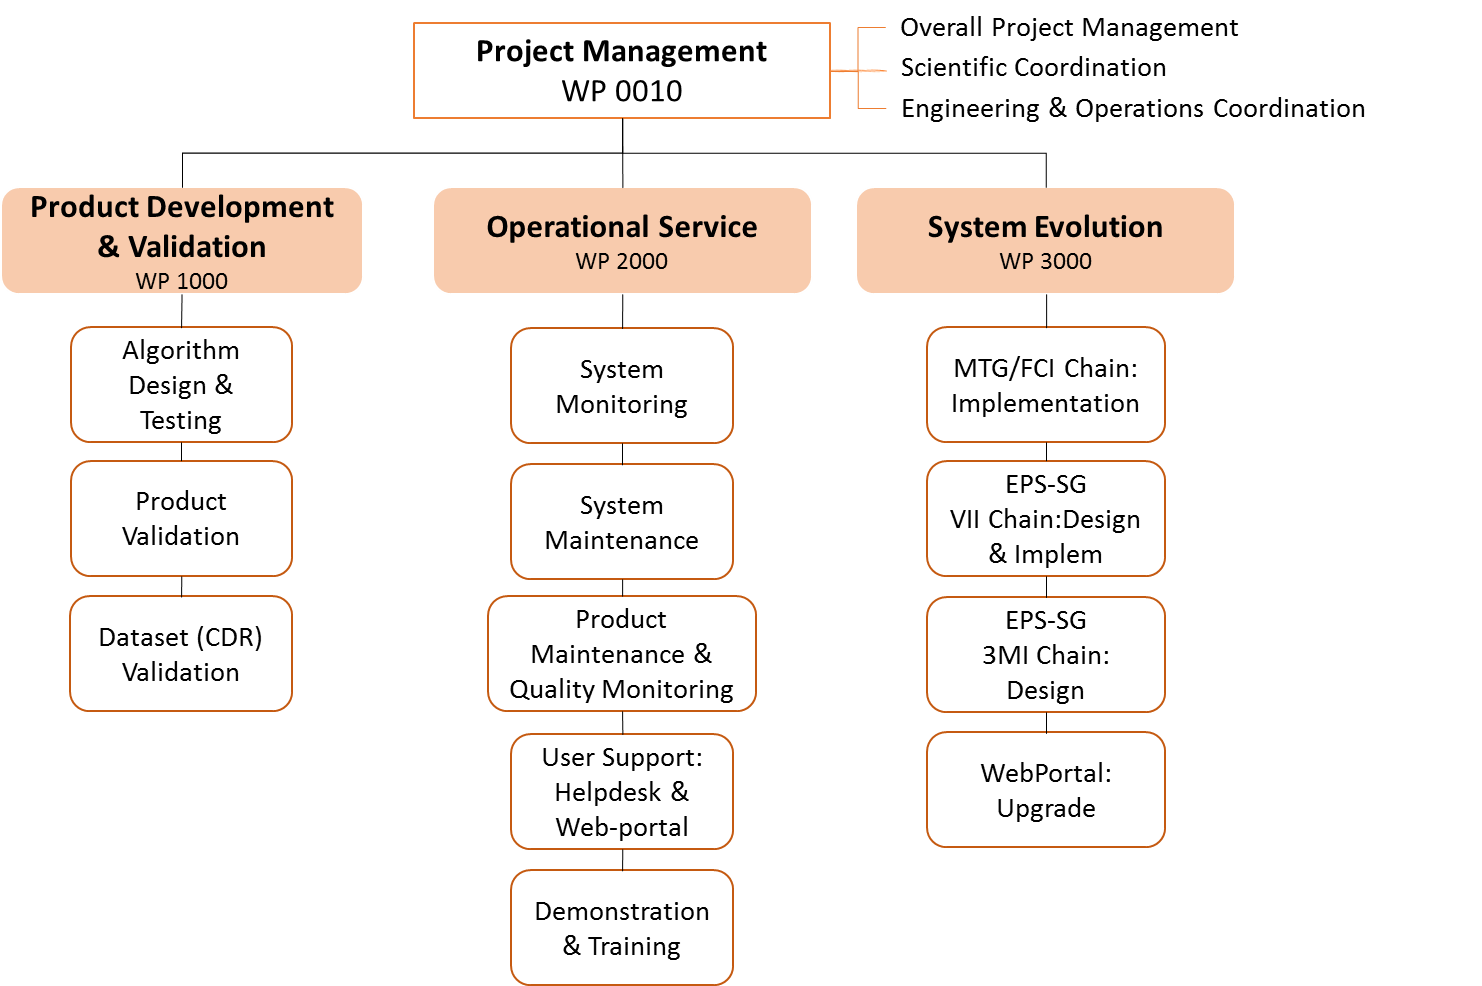 Project Management
WP 0010
Overall Project Management
Scientific Coordination
Engineering & Operations Coordination
Product Development
& Validation
WP 1000
Operational Service
WP 2000
System Evolution
WP 3000
Algorithm
Design &
Testing
Product
Validation
Dataset (CDR)
Validation
System
Monitoring
System
Maintenance
Product
Maintenance &
Quality Monitoring
User Support:
Helpdesk &
Web-portal
Demonstration
& Training
MTG/FCI Chain:
Implementation
EPS-SG
VII Chain:Design
& Implem
EPS-SG
3MI Chain:
Design
WebPortal:
Upgrade